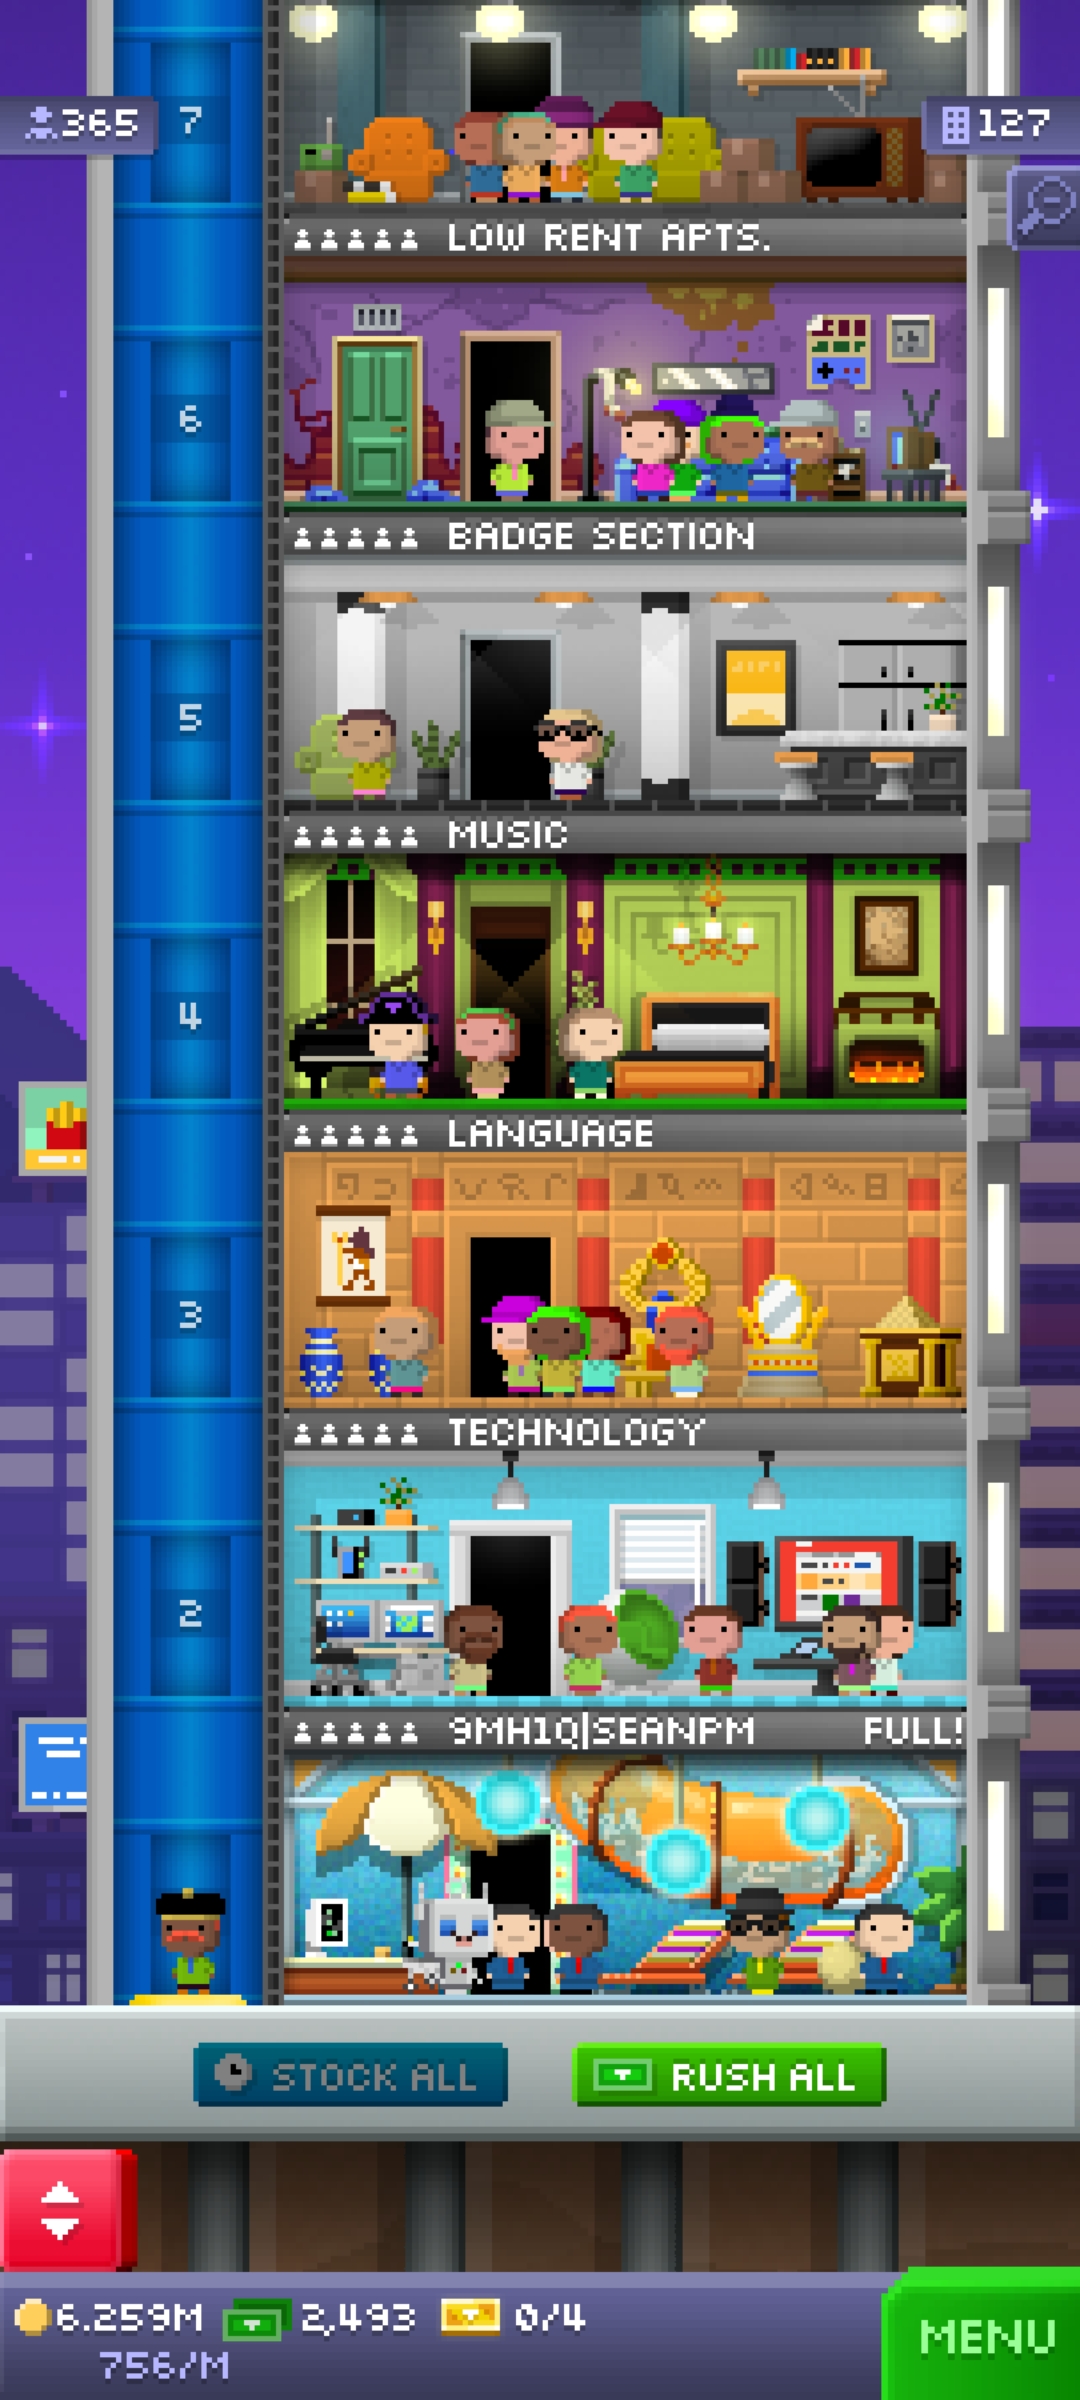 365
7
127
LOW RENT APTS.
6
BADGE SECTION
5
MUSIC
4
LANGUAGE
3
TECHNOLOGY
2
9MH1Q|SEANPM FULL!
STOCK ALL
RUSH ALL
6.259M 2,493 0/4
756/M
MENU